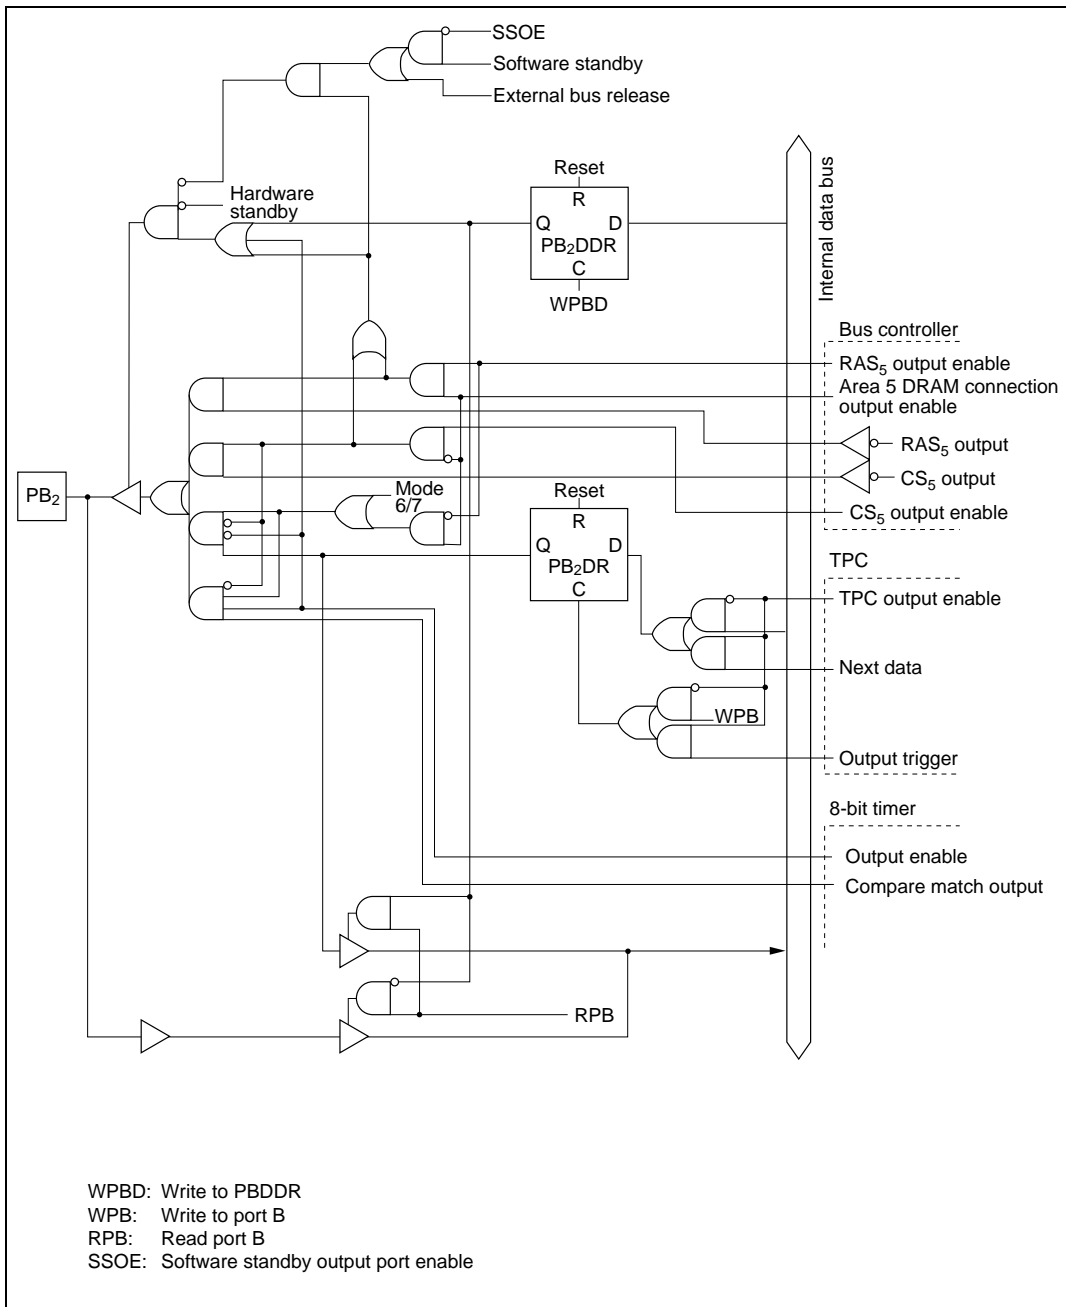 SSOE
Software standby
External bus release
Hardware
standby
Reset
R
Q D
PB₂DDR
C
WPBD
Internal data bus
Bus controller
RAS₅ output enable
Area 5 DRAM connection
output enable
RAS₅ output
CS₅ output
CS₅ output enable
PB₂
Mode
6/7
Reset
R
Q D
PB₂DR
C
TPC
TPC output enable
Next data
WPB
Output trigger
8-bit timer
Output enable
Compare match output
RPB
WPBD: Write to PBDDR
WPB: Write to port B
RPB: Read port B
SSOE: Software standby output port enable